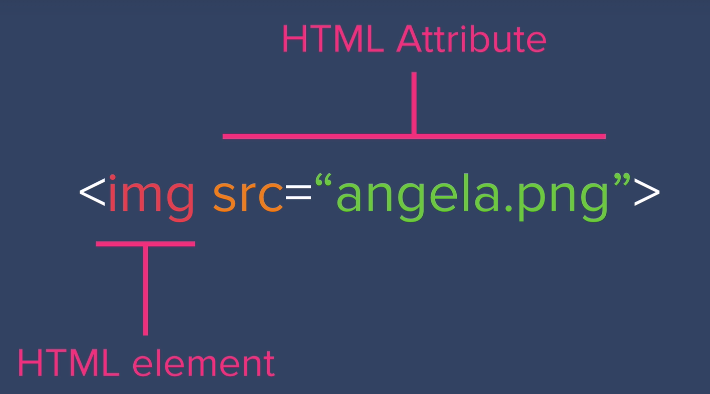 HTML Attribute
<img src=“angela.png”>
HTML element